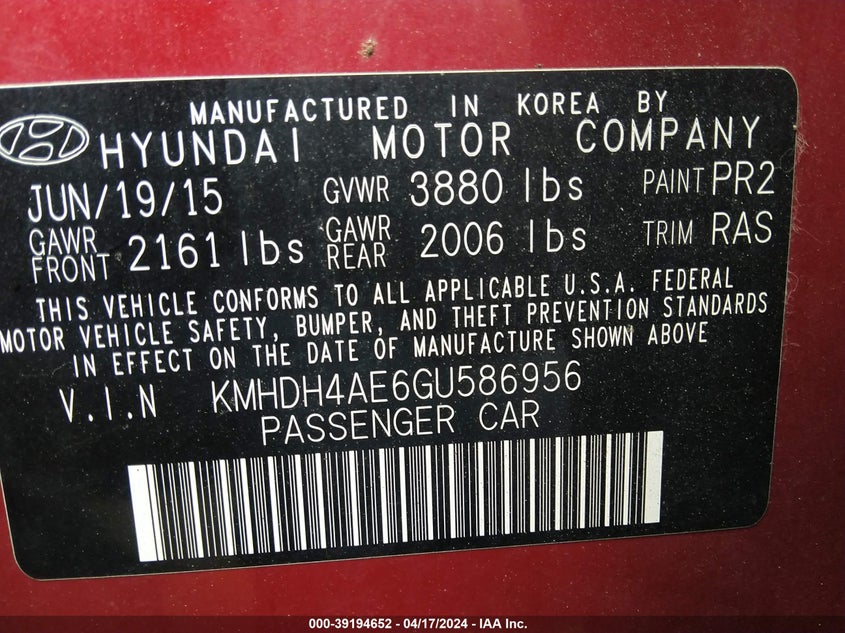 MANUFACTURED IN KOREA BY
HYUNDAI MOTOR COMPANY
JUN/19/15 GVWR 3880 lbs PAINT PR2
GAWR FRONT 2161 lbs GAWR REAR 2006 lbs TRIM RAS
THIS VEHICLE CONFORMS TO ALL APPLICABLE U.S.A. FEDERAL
MOTOR VEHICLE SAFETY, BUMPER, AND THEFT PREVENTION STANDARDS
IN EFFECT ON THE DATE OF MANUFACTURE SHOWN ABOVE
V.I.N KMHDH4AE6GU586956
PASSENGER CAR
000-39194652 - 04/17/2024 - IAA Inc.